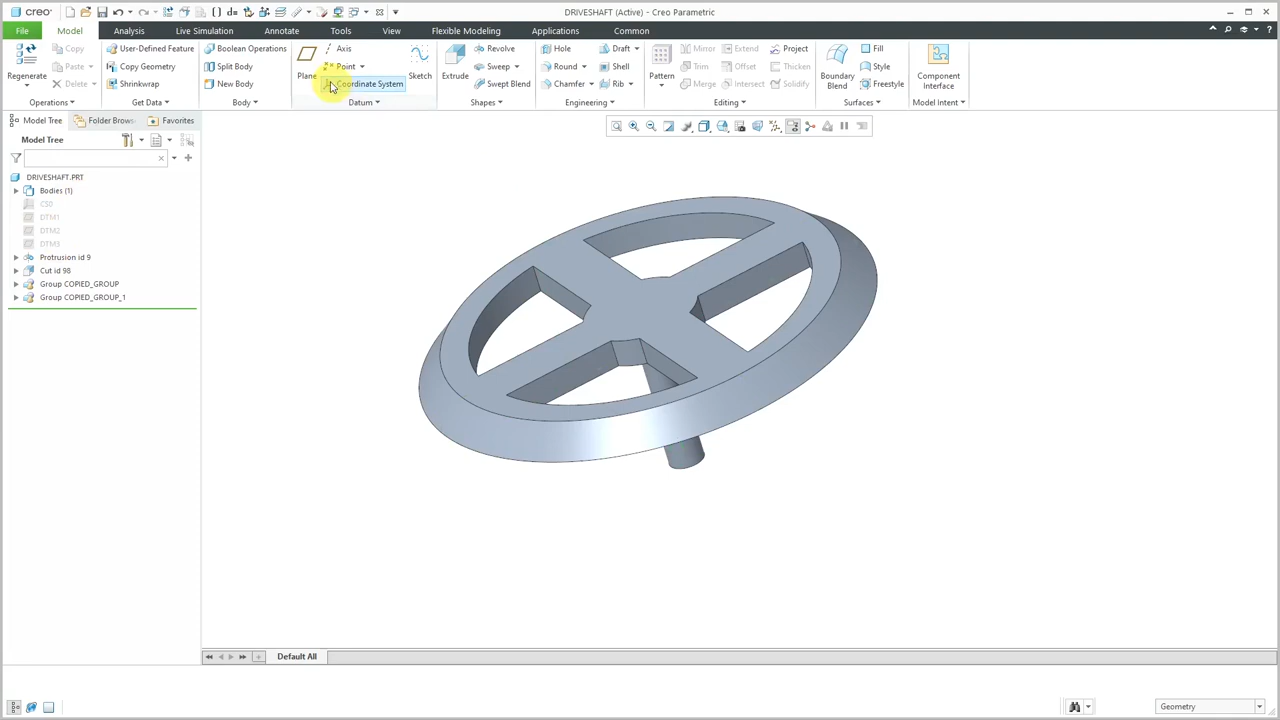 creo
DRIVESHAFT (Active) - Creo Parametric
File Model Analysis Live Simulation Annotate Tools View Flexible Modeling Applications Common
Copy User-Defined Feature Boolean Operations Axis Revolve Hole Draft Mirror Extend Project Fill
Regenerate Paste Copy Geometry Split Body Plane Point Sketch Extrude Sweep Round Shell Pattern Trim Offset Thicken Boundary Blend Style Component Interface
Delete Shrinkwrap New Body Coordinate System Swept Blend Chamfer Rib Merge Intersect Solidify Freestyle
Operations Get Data Body Datum Shapes Engineering Editing Surfaces Model Intent
Model Tree Folder Brows Favorites
Model Tree
DRIVESHAFT.PRT
Bodies (1)
CS0
DTM1
DTM2
DTM3
Protrusion id 9
Cut id 98
Group COPIED_GROUP
Group COPIED_GROUP_1
Default All
Geometry